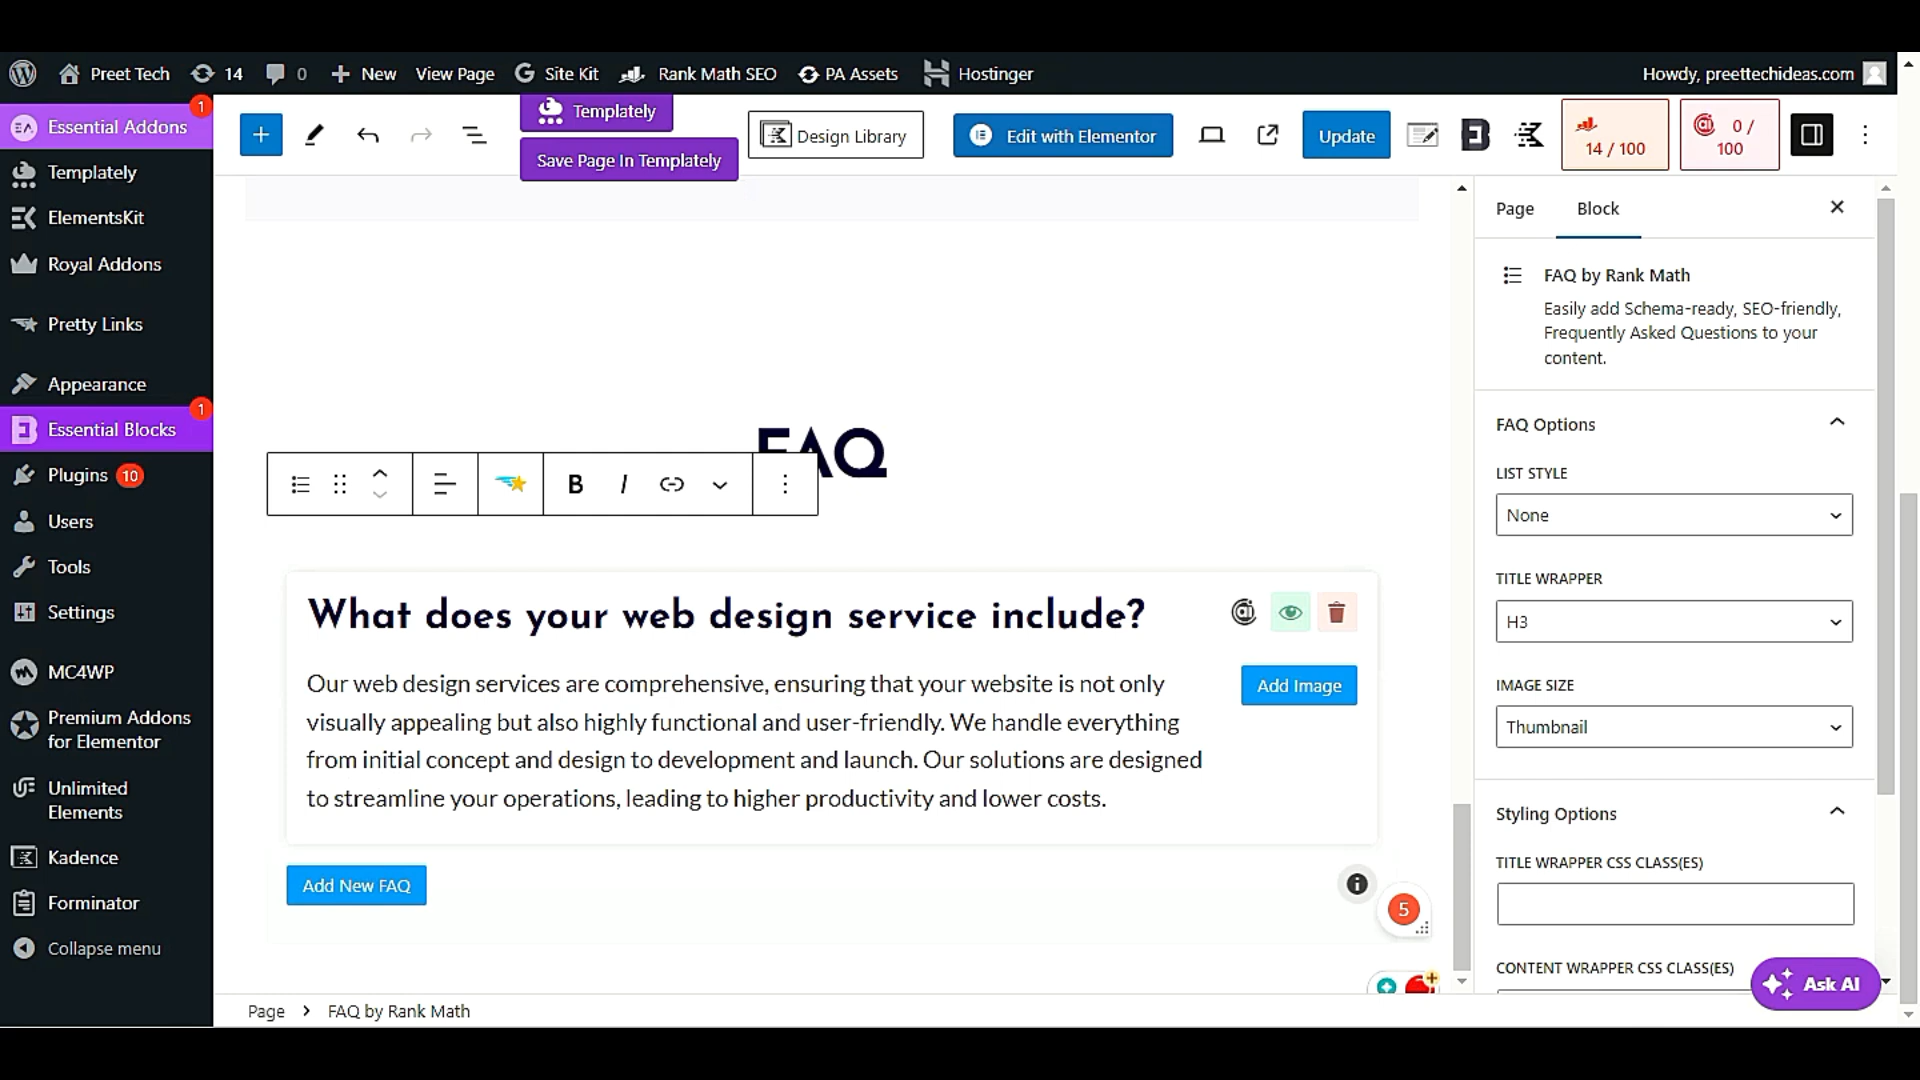 Preet Tech
14
0
New
View Page
Site Kit
Rank Math SEO
PA Assets
Hostinger
Howdy, preettechideas.com
1
Essential Addons
Templately
ElementsKit
Royal Addons
Pretty Links
Appearance
1
Essential Blocks
Plugins 10
Users
Tools
Settings
MC4WP
Premium Addons
for Elementor
Unlimited
Elements
Kadence
Forminator
Collapse menu
Templately
Save Page In Templately
Design Library
Edit with Elementor
Update
14 / 100
0 /
100
FAQ
B I
What does your web design service include?
Our web design services are comprehensive, ensuring that your website is not only
visually appealing but also highly functional and user-friendly. We handle everything
from initial concept and design to development and launch. Our solutions are designed
to streamline your operations, leading to higher productivity and lower costs.
Add Image
Add New FAQ
5
Page
Block
FAQ by Rank Math
Easily add Schema-ready, SEO-friendly,
Frequently Asked Questions to your
content.
FAQ Options
LIST STYLE
None
TITLE WRAPPER
H3
IMAGE SIZE
Thumbnail
Styling Options
TITLE WRAPPER CSS CLASS(ES)
CONTENT WRAPPER CSS CLASS(ES)
Ask AI
Page > FAQ by Rank Math